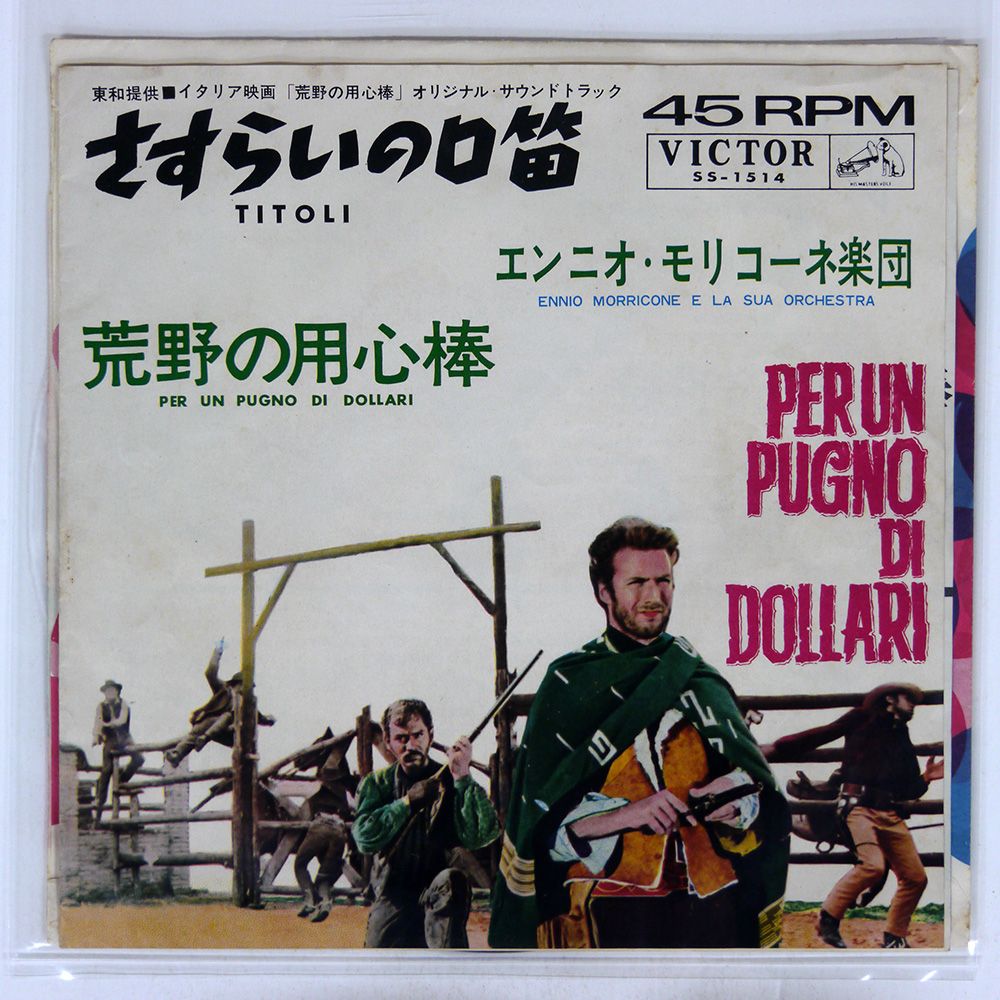 東和提供■イタリア映画「荒野の用心棒」オリジナル・サウンドトラック
さすらいの口笛
TITOLI
45 RPM
VICTOR
SS-1514
HIS MASTERS VOICE
エンニオ・モリコーネ楽団
ENNIO MORRICONE E LA SUA ORCHESTRA
荒野の用心棒
PER UN PUGNO DI DOLLARI
PER UN
PUGNO
DI
DOLLARI